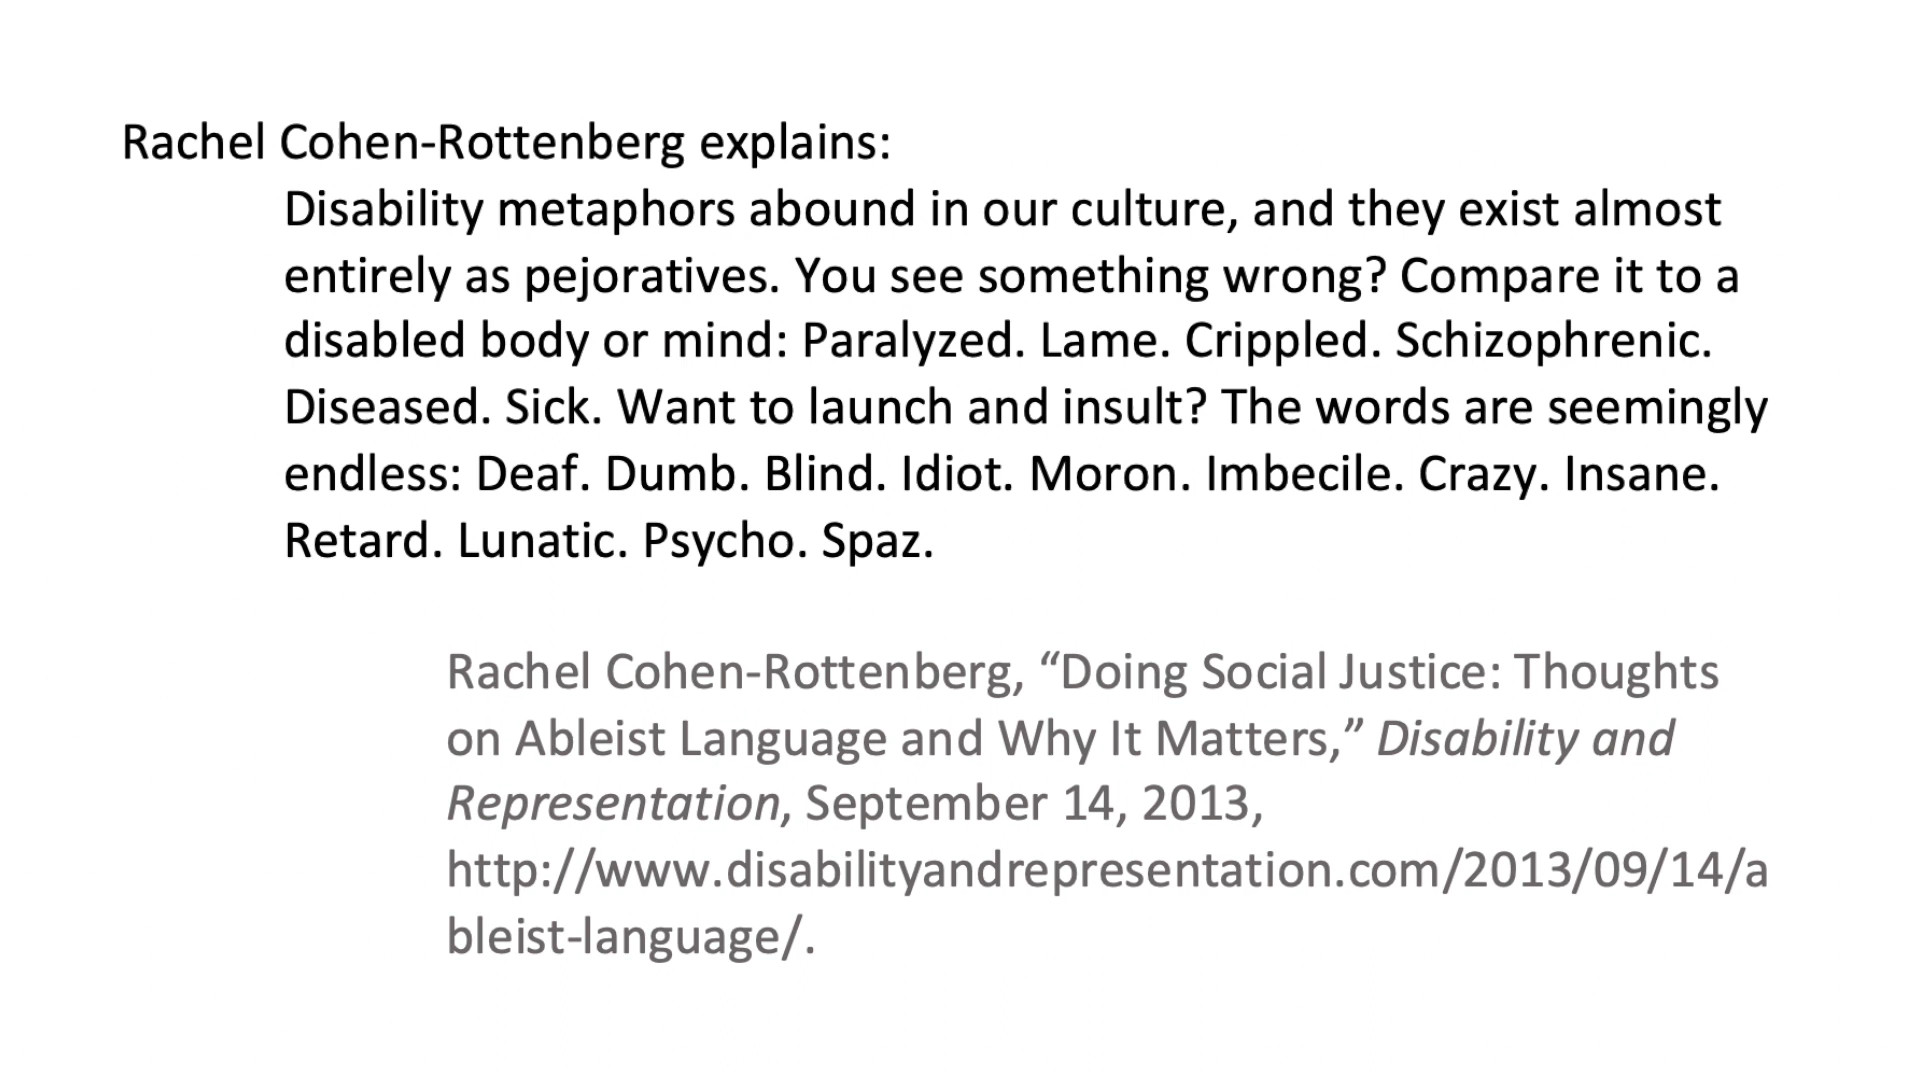 Rachel Cohen-Rottenberg explains:
Disability metaphors abound in our culture, and they exist almost
entirely as pejoratives. You see something wrong? Compare it to a
disabled body or mind: Paralyzed. Lame. Crippled. Schizophrenic.
Diseased. Sick. Want to launch and insult? The words are seemingly
endless: Deaf. Dumb. Blind. Idiot. Moron. Imbecile. Crazy. Insane.
Retard. Lunatic. Psycho. Spaz.
Rachel Cohen-Rottenberg, “Doing Social Justice: Thoughts
on Ableist Language and Why It Matters,” Disability and
Representation, September 14, 2013,
http://www.disabilityandrepresentation.com/2013/09/14/a
bleist-language/.